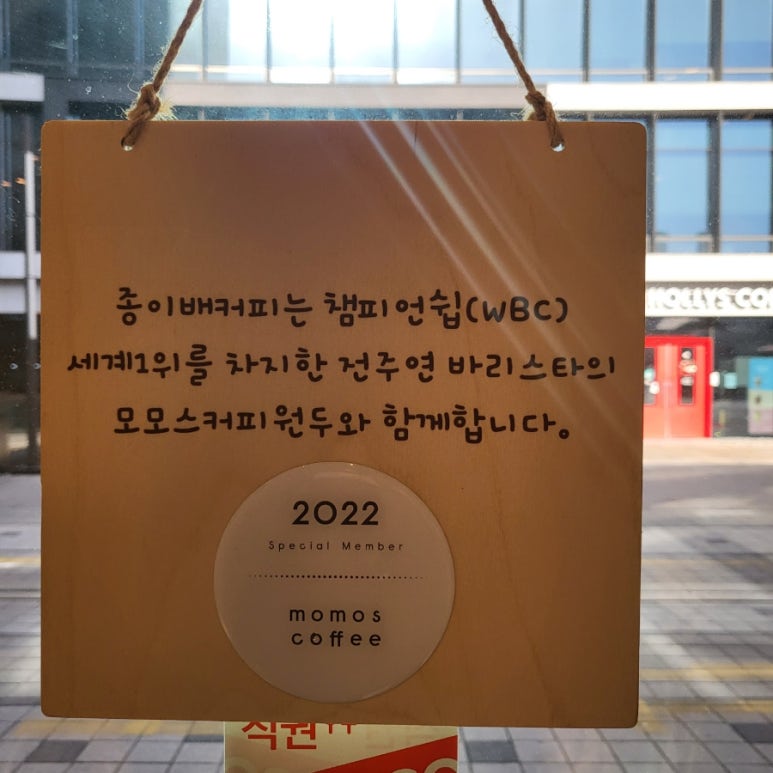 종이배커피는 챔피언쉽(WBC)
세계1위를 차지한 전주연 바리스타의
모모스커피원두와 함께합니다.
2022
Special Member
momos
coffee
HOLLYS CO
직원